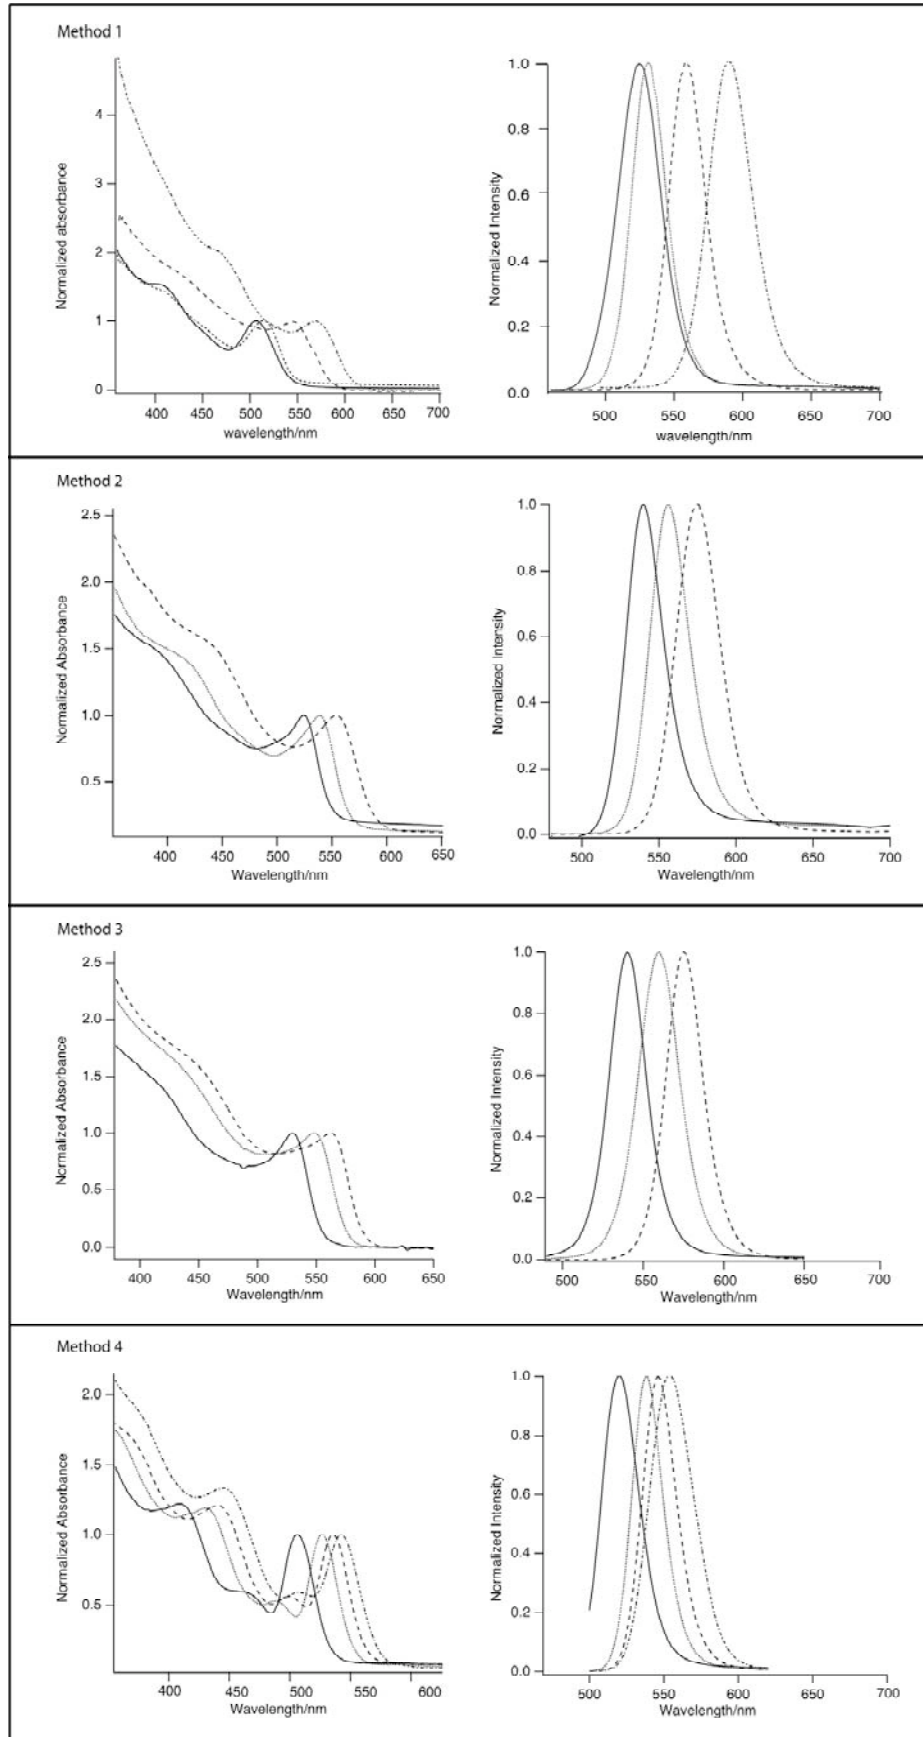 Method 1
Normalized absorbance
4
3
2
1
0
400 450 500 550 600 650 700
wavelength/nm
Normalized Intensity
1.0
0.8
0.6
0.4
0.2
0.0
500 550 600 650 700
wavelength/nm
Method 2
Normalized Absorbance
2.5
2.0
1.5
1.0
0.5
400 450 500 550 600 650
Wavelength/nm
Normalized Intensity
1.0
0.8
0.6
0.4
0.2
0.0
500 550 600 650 700
Wavelength/nm
Method 3
Normalized Absorbance
2.5
2.0
1.5
1.0
0.5
0.0
400 450 500 550 600 650
Wavelength/nm
Normalized Intensity
1.0
0.8
0.6
0.4
0.2
0.0
500 550 600 650 700
Wavelength/nm
Method 4
Normalized Absorbance
2.0
1.5
1.0
0.5
400 450 500 550 600
Wavelength/nm
Normalized Intensity
1.0
0.8
0.6
0.4
0.2
0.0
500 550 600 650 700
Wavelength/nm